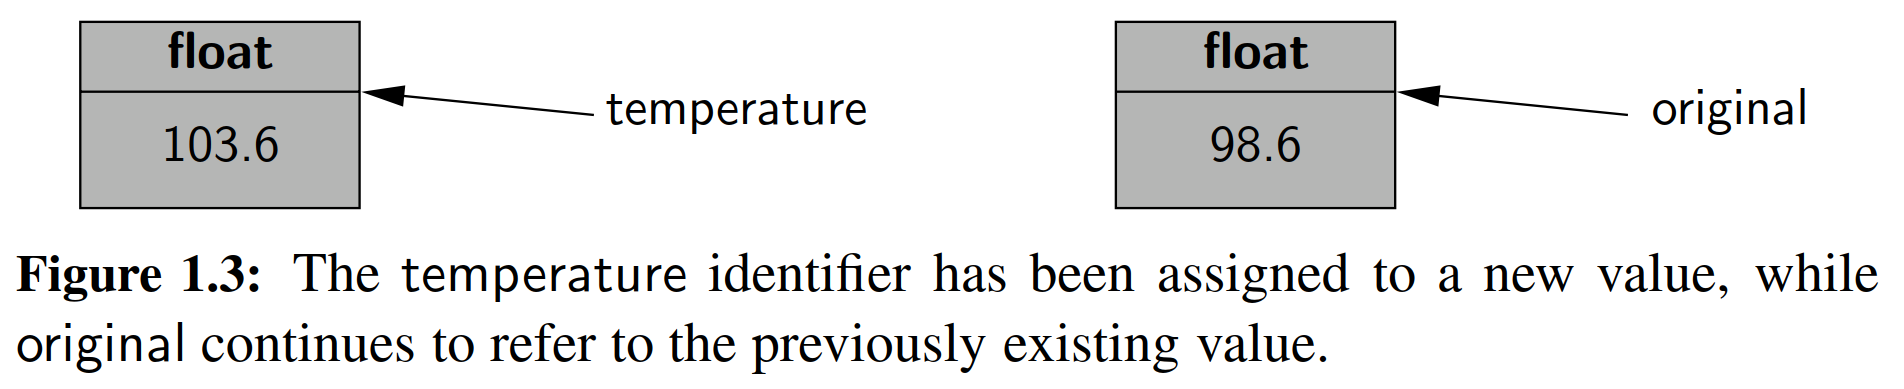 float
103.6
temperature
float
98.6
original
Figure 1.3: The temperature identifier has been assigned to a new value, while
original continues to refer to the previously existing value.